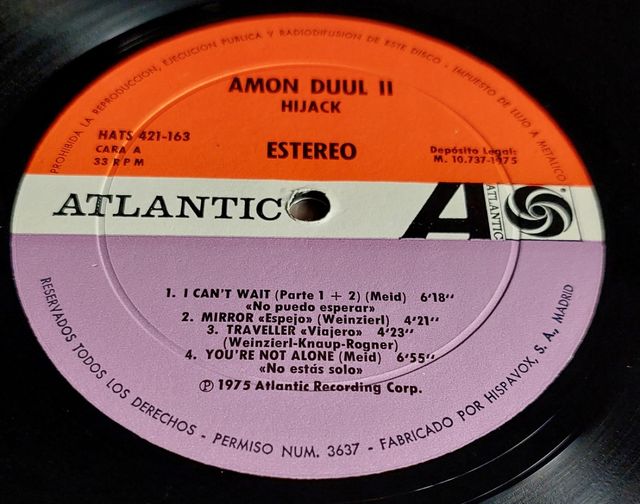 PROHIBIDA LA REPRODUCCION, EJECUCION PUBLICA Y RADIODIFUSION DE ESTE DISCO - IMPUESTO DE LUJO A METALICO
AMON DUUL II
HIJACK
HATS 421-163
CARA A
33 RPM
ESTEREO
Depósito Legal:
M. 10.737-1975
ATLANTIC
A
ATLANTIC
®
1. I CAN'T WAIT (Parte 1 + 2) (Meid) 6'18''
«No puedo esperar»
2. MIRROR «Espejo» (Weinzierl) 4'21''
3. TRAVELLER «Viajero» 4'23''
(Weinzierl-Knaup-Rogner)
4. YOU'RE NOT ALONE (Meid) 6'55''
«No estás solo»
℗ 1975 Atlantic Recording Corp.
RESERVADOS TODOS LOS DERECHOS - PERMISO NUM. 3637 - FABRICADO POR HISPAVOX, S. A., MADRID